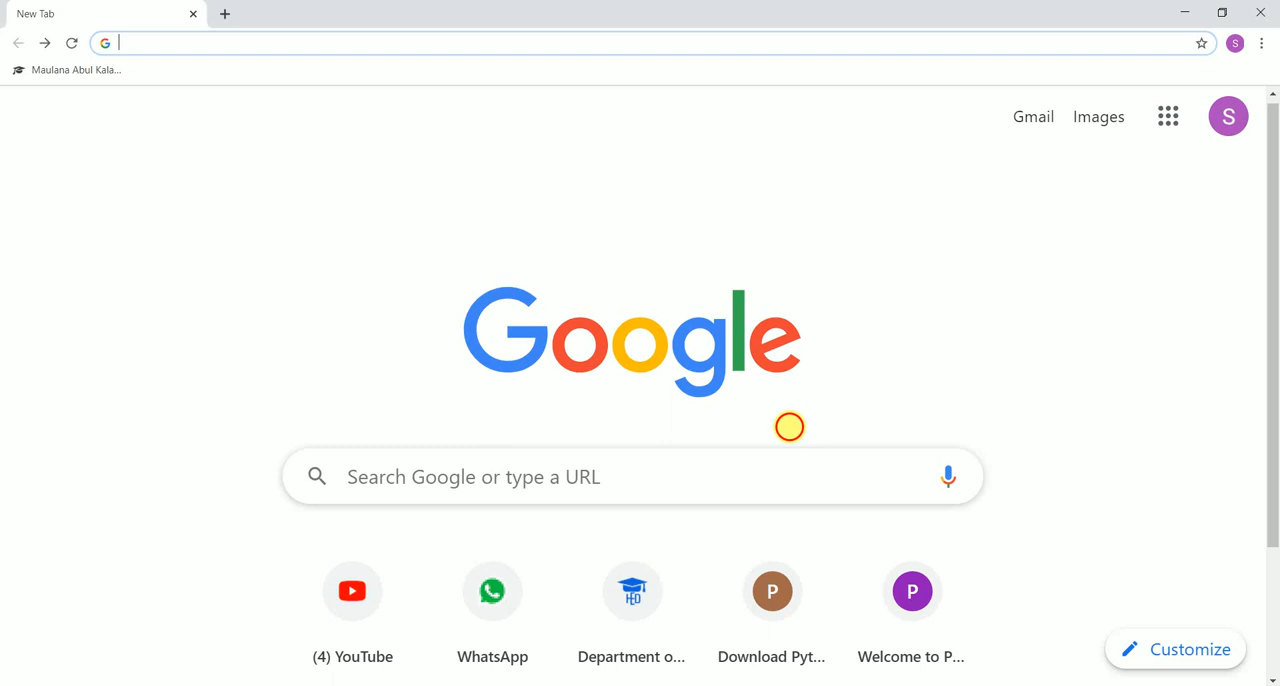 New Tab
Maulana Abul Kala...
Gmail Images
S
S
Google
Search Google or type a URL
P
P
(4) YouTube
WhatsApp
Department o...
Download Pyt...
Welcome to P...
Customize